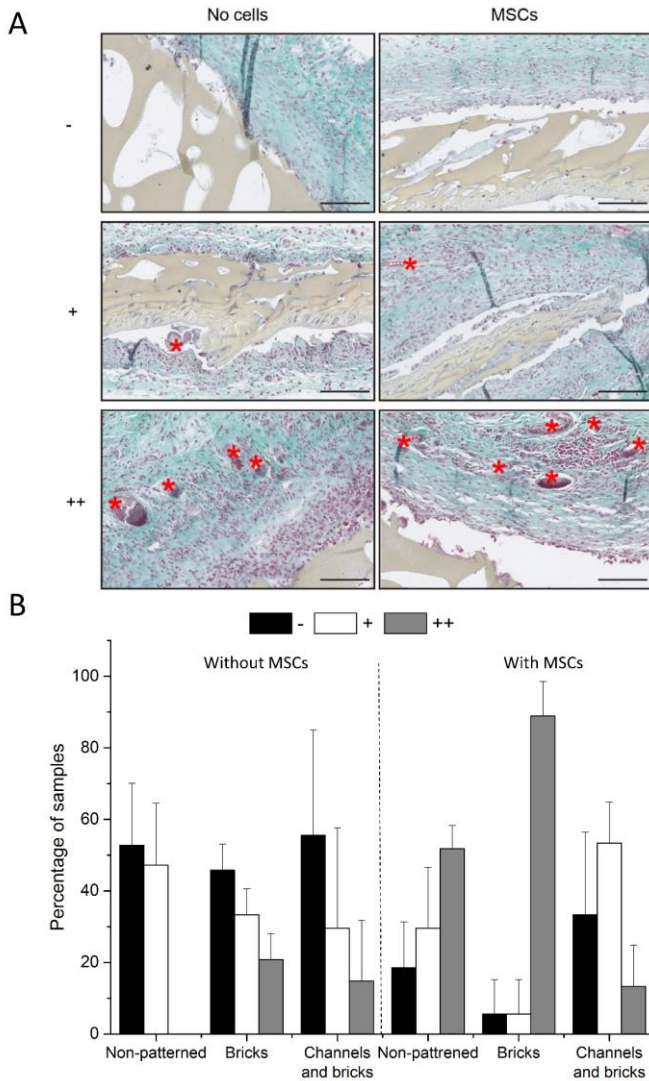 A
No cells
MSCs
-
+
*
*
++
* * * *
* * * * * *
B
- + ++
Without MSCs
With MSCs
Percentage of samples
100
80
60
40
20
0
Non-patterned
Bricks
Channels
and bricks
Non-pattrened
Bricks
Channels
and bricks